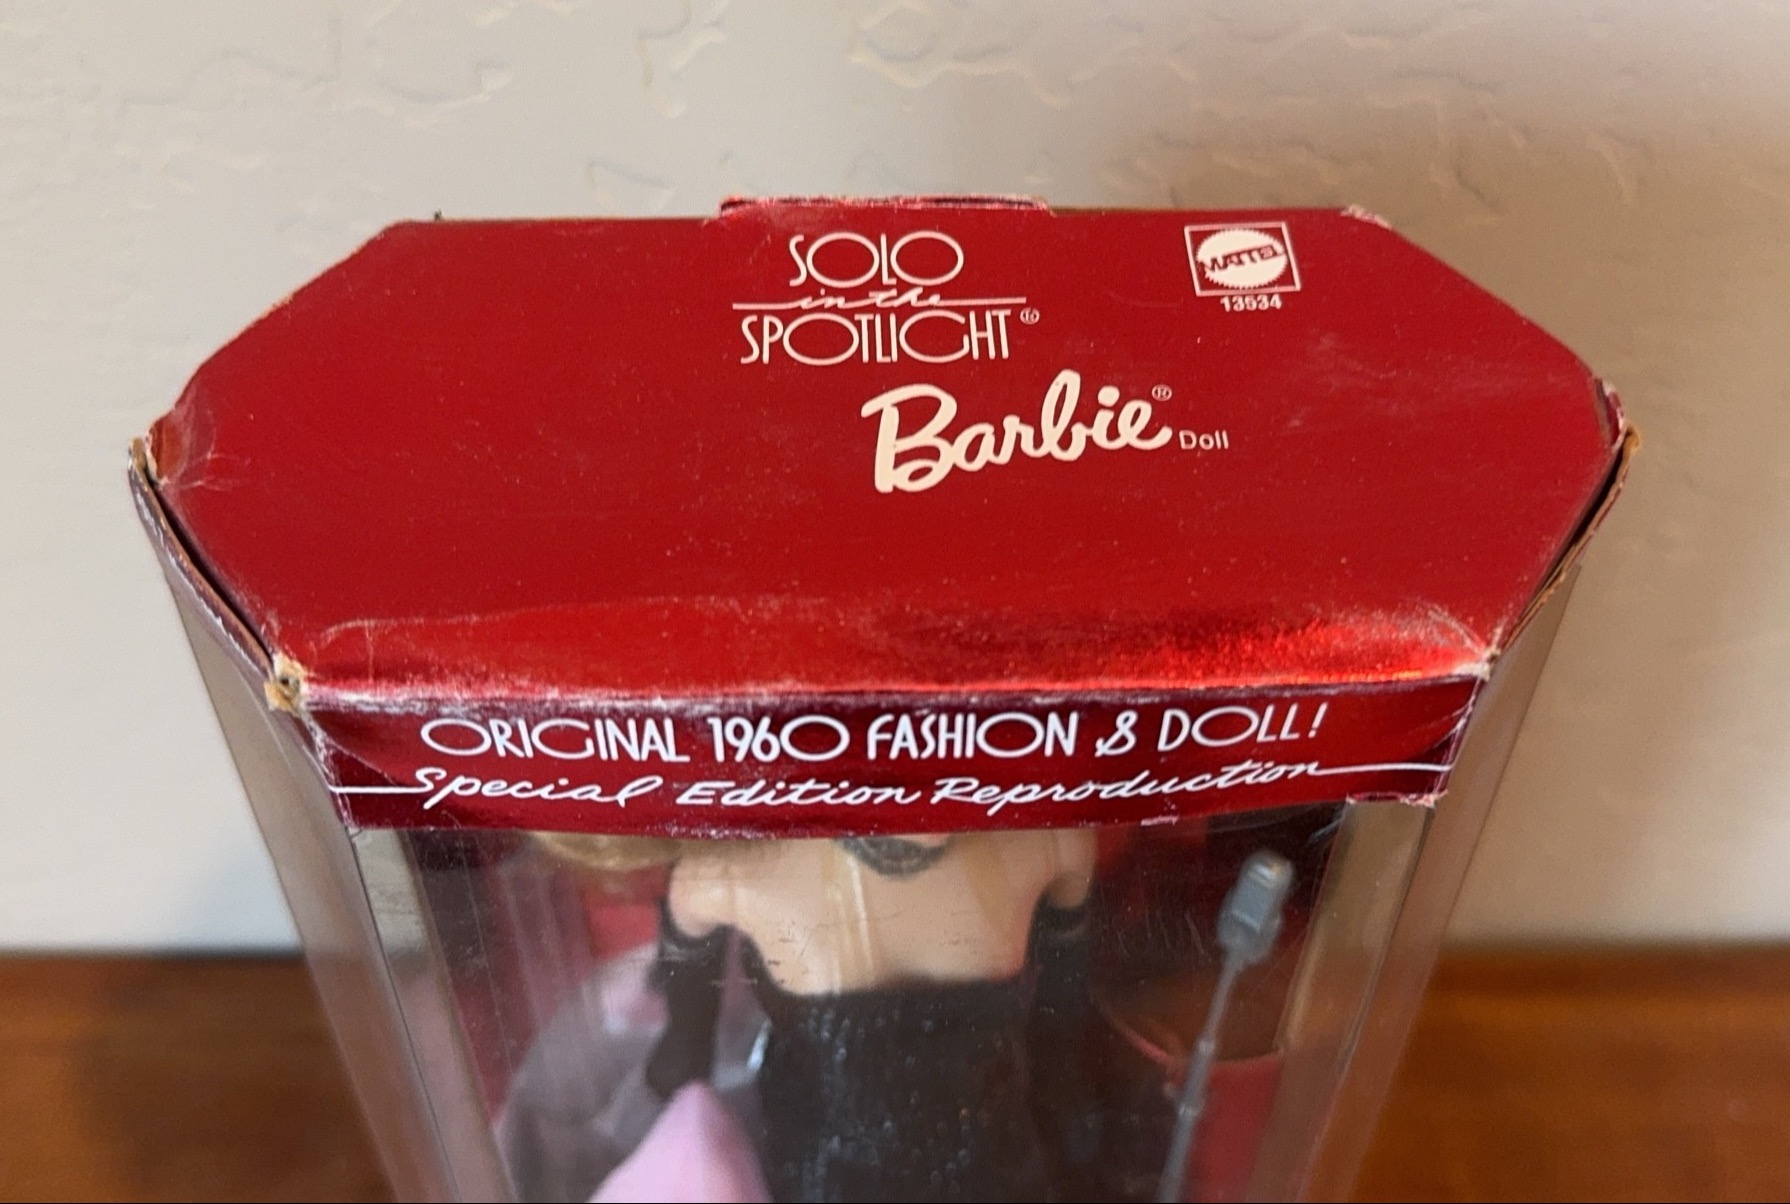 SOLO
in the
SPOTLIGHT®
MATTEL
13534
Barbie® Doll
ORIGINAL 1960 FASHION & DOLL!
Special Edition Reproduction